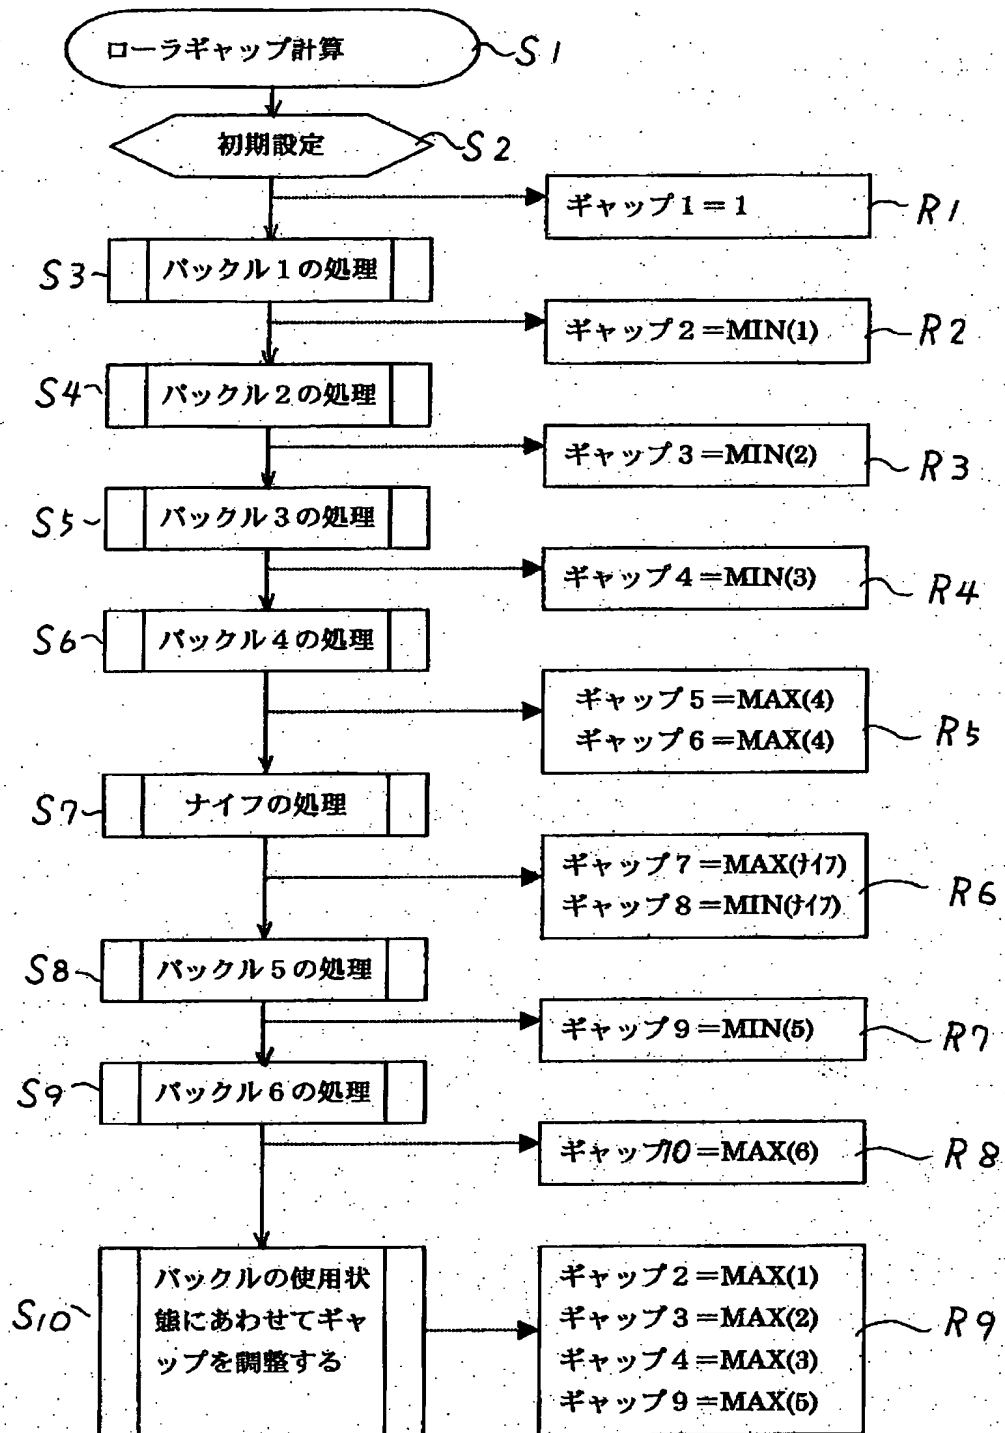 ローラギャップ計算
S1
初期設定
S2
ギャップ1=1
R1
S3
バックル1の処理
ギャップ2=MIN(1)
R2
S4
バックル2の処理
ギャップ3=MIN(2)
R3
S5
バックル3の処理
ギャップ4=MIN(3)
R4
S6
バックル4の処理
ギャップ5=MAX(4)
ギャップ6=MAX(4)
R5
S7
ナイフの処理
ギャップ7=MAX(ﾅｲﾌ)
ギャップ8=MIN(ﾅｲﾌ)
R6
S8
バックル5の処理
ギャップ9=MIN(5)
R7
S9
バックル6の処理
ギャップ10=MAX(6)
R8
S10
バックルの使用状
態にあわせてギャ
ップを調整する
ギャップ2=MAX(1)
ギャップ3=MAX(2)
ギャップ4=MAX(3)
ギャップ9=MAX(5)
R9